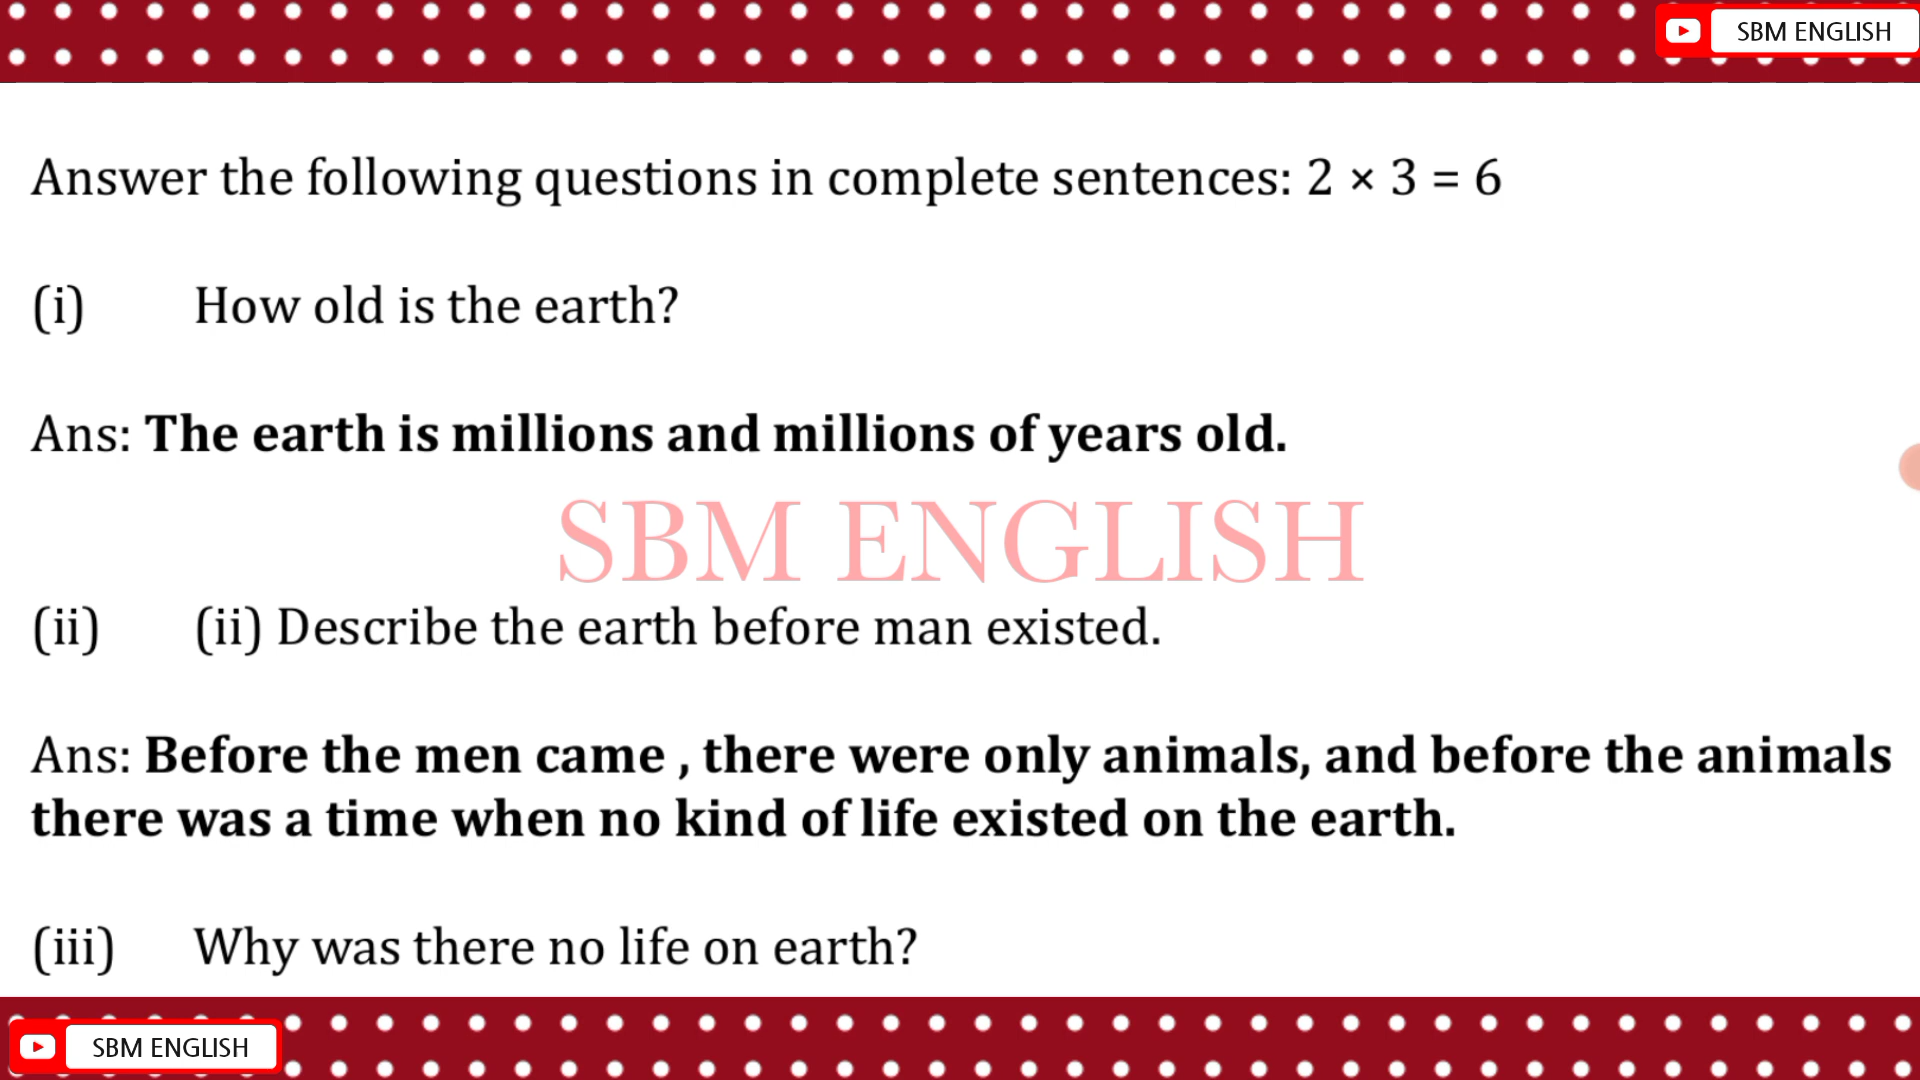 SBM ENGLISH
Answer the following questions in complete sentences: 2 × 3 = 6
(i) How old is the earth?
Ans: The earth is millions and millions of years old.
SBM ENGLISH
(ii) (ii) Describe the earth before man existed.
Ans: Before the men came , there were only animals, and before the animals
there was a time when no kind of life existed on the earth.
(iii) Why was there no life on earth?
SBM ENGLISH